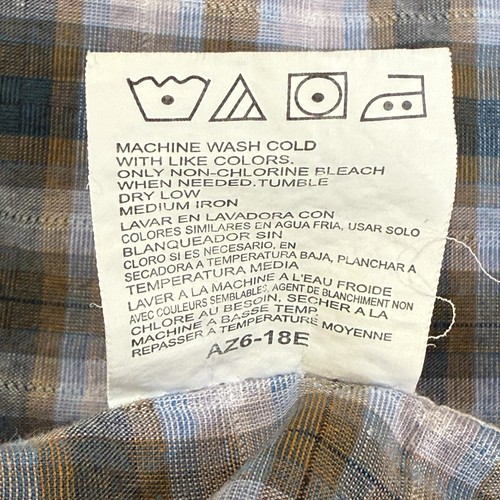 MACHINE WASH COLD
WITH LIKE COLORS.
ONLY NON-CHLORINE BLEACH
WHEN NEEDED.TUMBLE
DRY LOW
MEDIUM IRON
LAVAR EN LAVADORA CON
COLORES SIMILARES EN AGUA FRIA, USAR SOLO
BLANQUEADOR SIN
CLORO SI ES NECESARIO, EN
SECADORA A TEMPERATURA BAJA, PLANCHAR A
TEMPERATURA MEDIA
LAVER A LA MACHINE A L'EAU FROIDE
AVEC COULEURS SEMBLABLES, AGENT DE BLANCHIMENT NON
CHLORE AU BESOIN, SECHER A LA
MACHINE A BASSE TEMP
REPASSER A TEMPERATURE MOYENNE
AZ6-18E